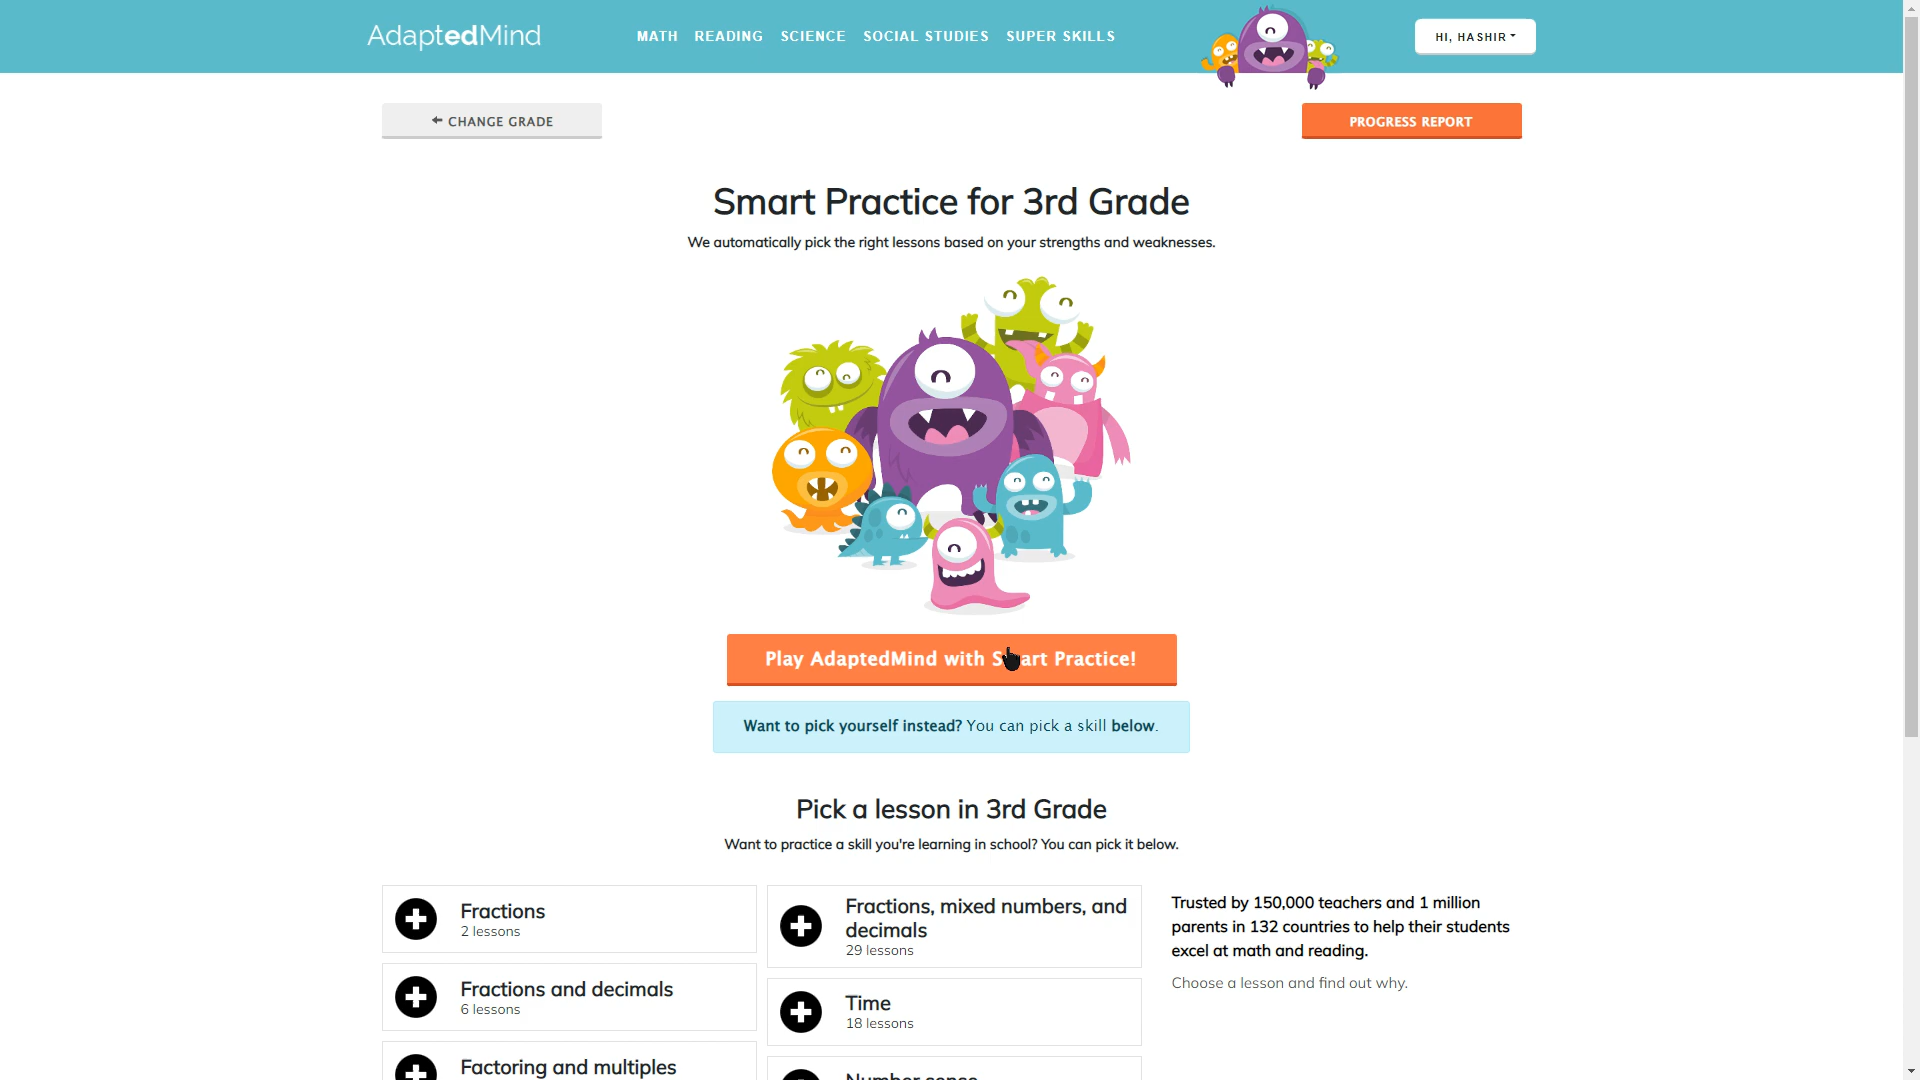 AdaptedMind
MATH READING SCIENCE SOCIAL STUDIES SUPER SKILLS
HI, HASHIR
CHANGE GRADE
PROGRESS REPORT
Smart Practice for 3rd Grade
We automatically pick the right lessons based on your strengths and weaknesses.
Play AdaptedMind with Smart Practice!
Want to pick yourself instead? You can pick a skill below.
Pick a lesson in 3rd Grade
Want to practice a skill you're learning in school? You can pick it below.
Fractions
2 lessons
Fractions and decimals
6 lessons
Factoring and multiples
Fractions, mixed numbers, and
decimals
29 lessons
Time
18 lessons
Number sense
Trusted by 150,000 teachers and 1 million
parents in 132 countries to help their students
excel at math and reading.
Choose a lesson and find out why.